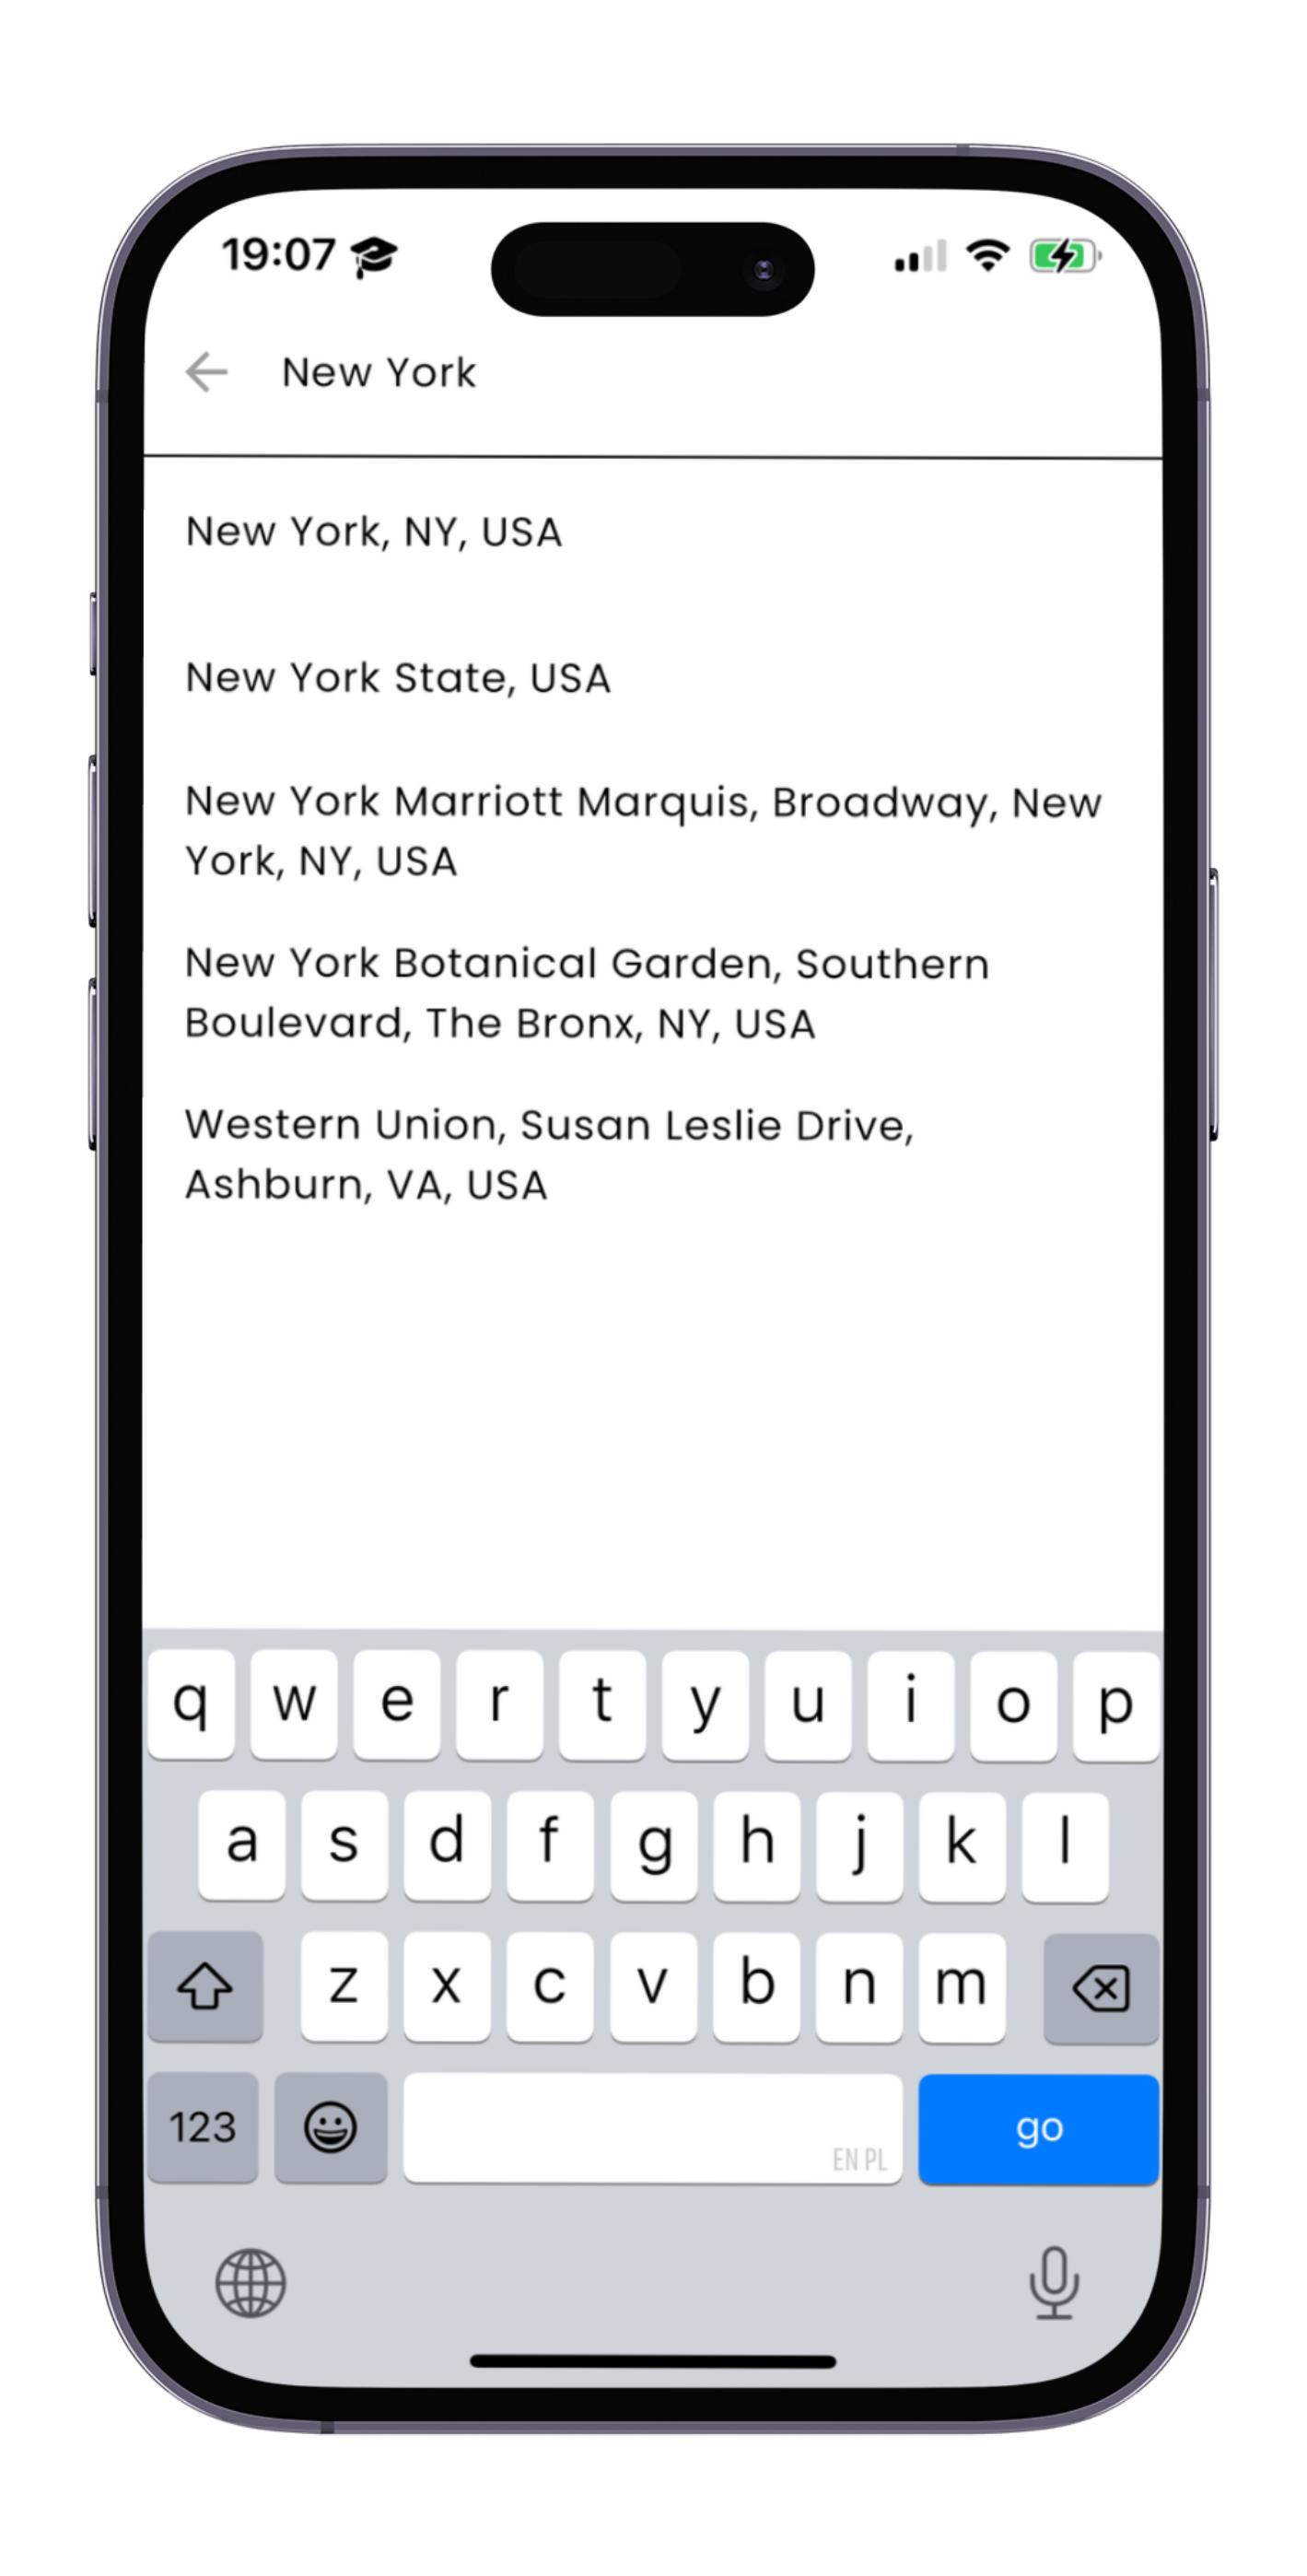 19:07
New York
New York, NY, USA
New York State, USA
New York Marriott Marquis, Broadway, New
York, NY, USA
New York Botanical Garden, Southern
Boulevard, The Bronx, NY, USA
Western Union, Susan Leslie Drive,
Ashburn, VA, USA
q w e r t y u i o p
a s d f g h j k l
z x c v b n m
123 EN PL go